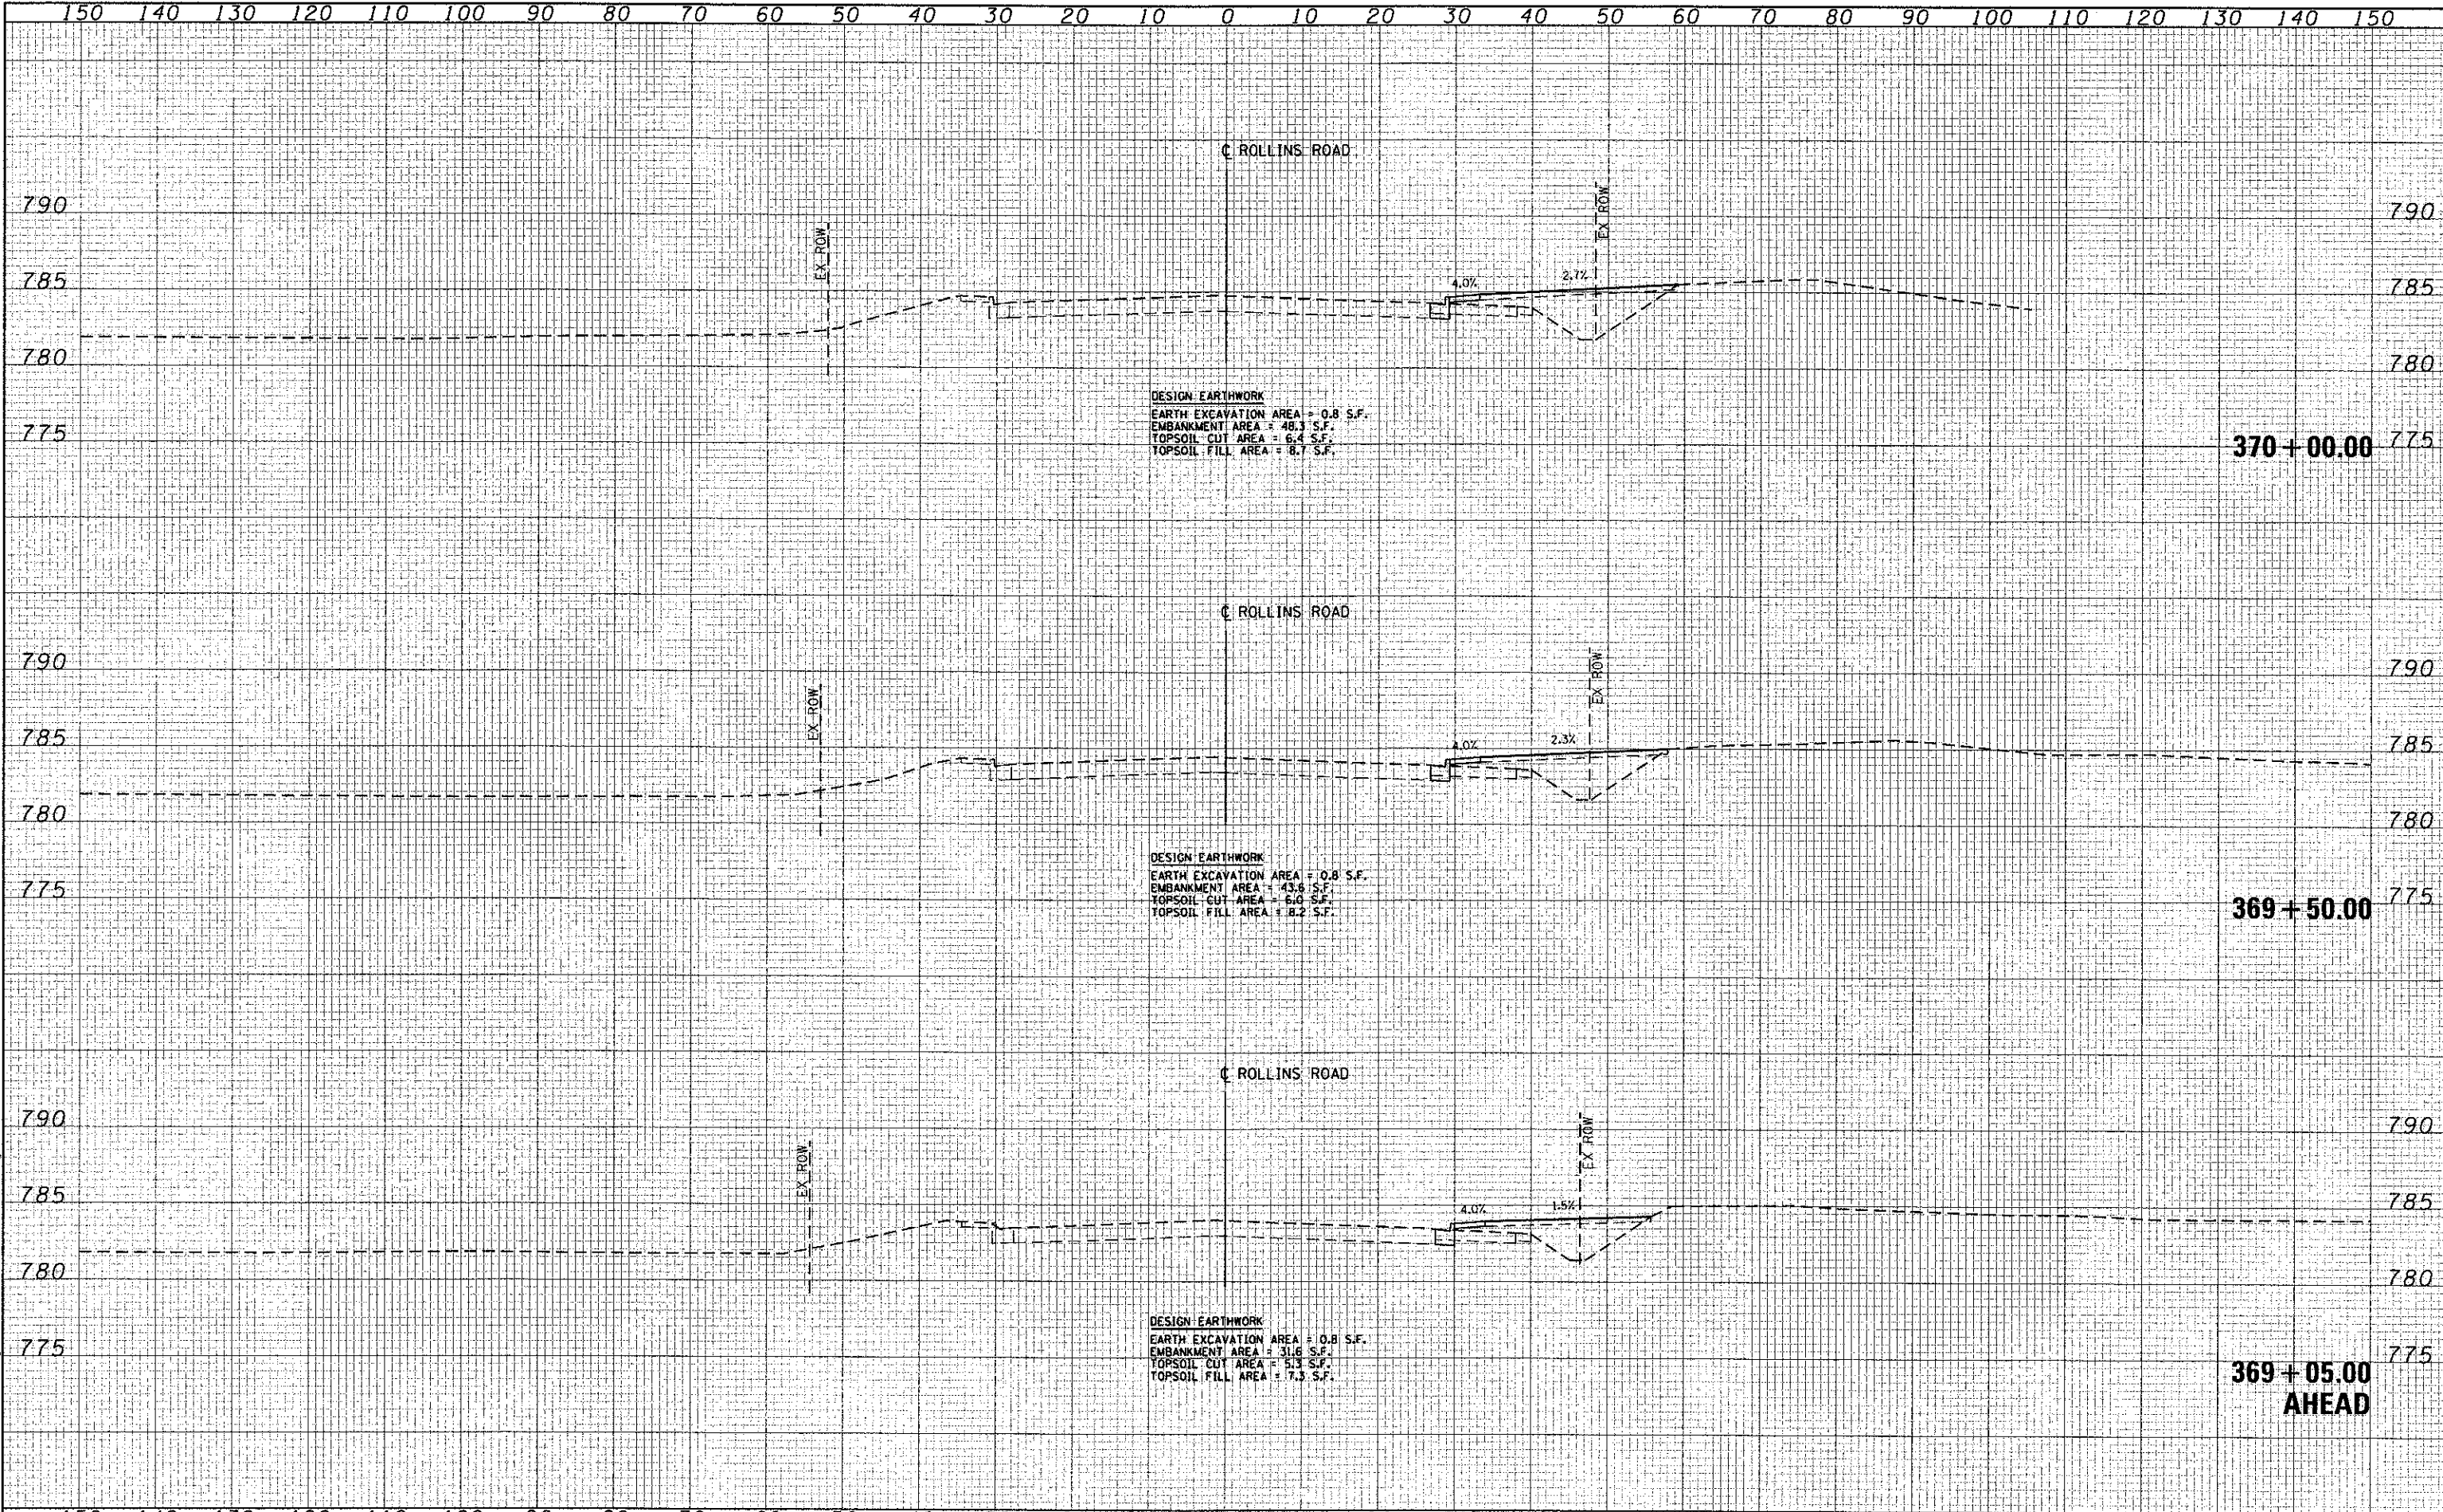 150 140 130 120 110 100 90 80 70 60 50 40 30 20 10 0 10 20 30 40 50 60 70 80 90 100 110 120 130 140 150
℄ ROLLINS ROAD
790 790
EX ROW EX ROW
785 4.0% 2.7% 785
780 780
DESIGN EARTHWORK
EARTH EXCAVATION AREA = 0.8 S.F.
EMBANKMENT AREA = 48.3 S.F.
TOPSOIL CUT AREA = 6.4 S.F.
TOPSOIL FILL AREA = 8.7 S.F.
775 370+00.00 775
℄ ROLLINS ROAD
790 790
EX ROW EX ROW
785 4.0% 2.3% 785
780 780
DESIGN EARTHWORK
EARTH EXCAVATION AREA = 0.8 S.F.
EMBANKMENT AREA = 43.6 S.F.
TOPSOIL CUT AREA = 6.0 S.F.
TOPSOIL FILL AREA = 8.2 S.F.
775 369+50.00 775
℄ ROLLINS ROAD
790 790
EX ROW EX ROW
785 4.0% 1.5% 785
780 780
DESIGN EARTHWORK
EARTH EXCAVATION AREA = 0.8 S.F.
EMBANKMENT AREA = 31.6 S.F.
TOPSOIL CUT AREA = 5.3 S.F.
TOPSOIL FILL AREA = 7.3 S.F.
775 369+05.00 775
AHEAD